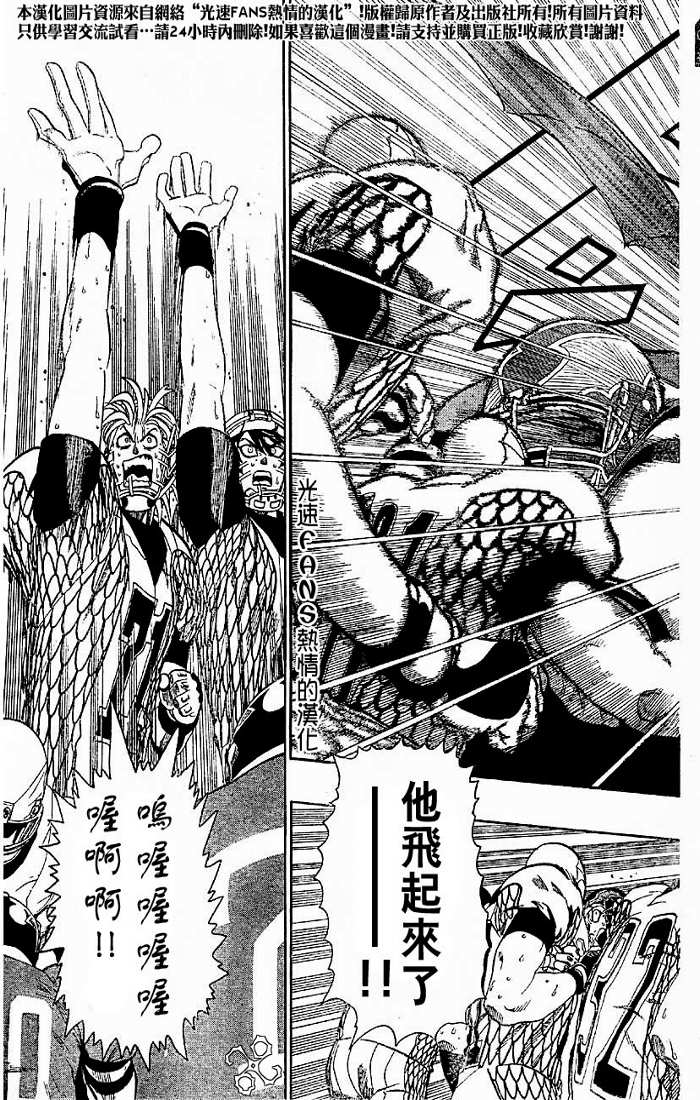 本漢化圖片資源來自網絡“光速FANS熱情的漢化”!版權歸原作者及出版社所有!所有圖片資料
只供學習交流試看…請24小時內刪除!如果喜歡這個漫畫!請支持並購買正版!收藏欣賞!謝謝!
光速FANS熱情的漢化
他飛起來了
——!!
嗚喔喔喔喔
喔啊啊!!